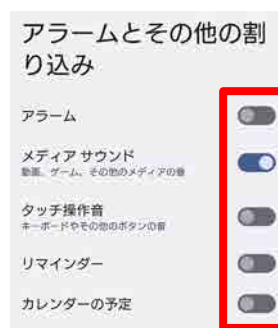 アラームとその他の割
り込み
アラーム
メディア サウンド
動画、ゲーム、その他のメディアの音
タッチ操作音
キーボードやその他のボタンの音
リマインダー
カレンダーの予定